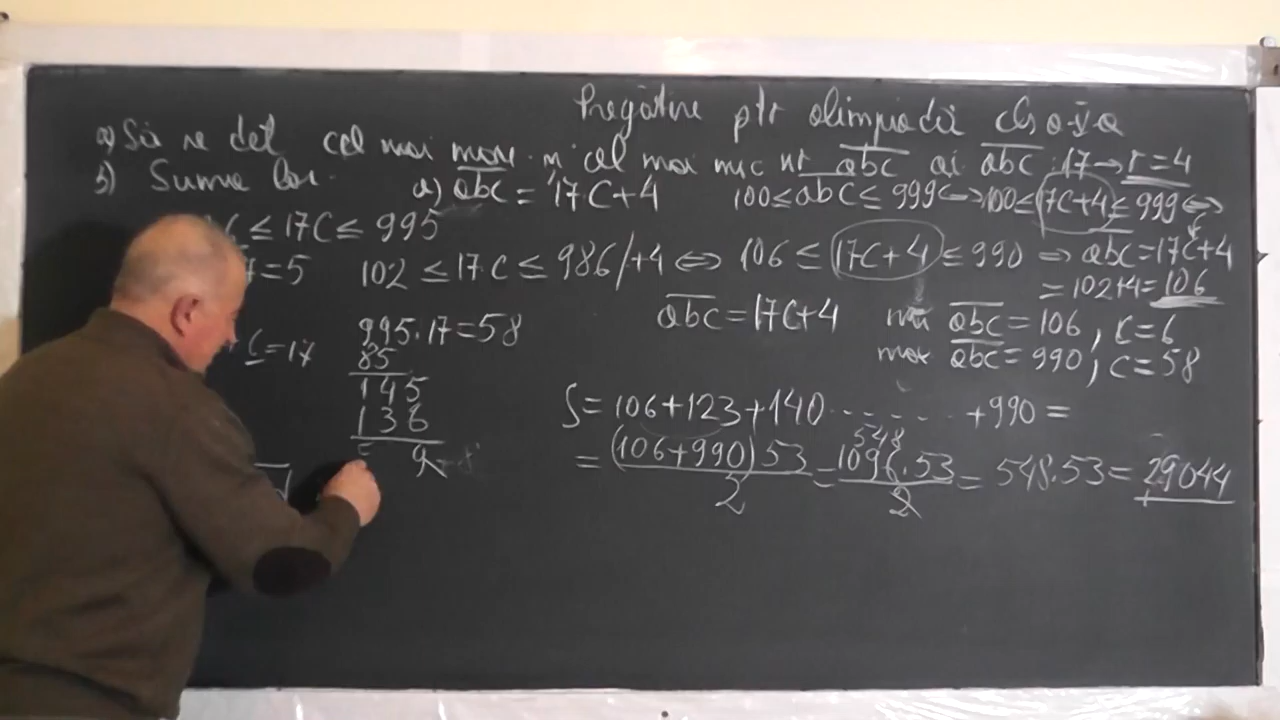 Pregătire ptr olimpiadă cls a-V-a
a) Să se det cel mai mare și cel mai mic nr abc aî abc : 17 → r = 4
b) Suma lor. a) abc = 17C+4 100 ≤ abc ≤ 999 ⇔ 100 ≤ 17C+4 ≤ 999 ⇔
≤ 17C ≤ 995
=5 102 ≤ 17C ≤ 986 /+4 ⇔ 106 ≤ 17C+4 ≤ 990 ⇒ abc = 17C+4
= 102+4 = 106
abc = 17C+4 min abc = 106, C = 6
C = 17 995 : 17 = 58 max abc = 990, C = 58
85
145
136
9
S = 106+123+140 ....... +990 =
= (106+990)53 / 2 = 1096·53 / 2 = 548·53 = 29044
548